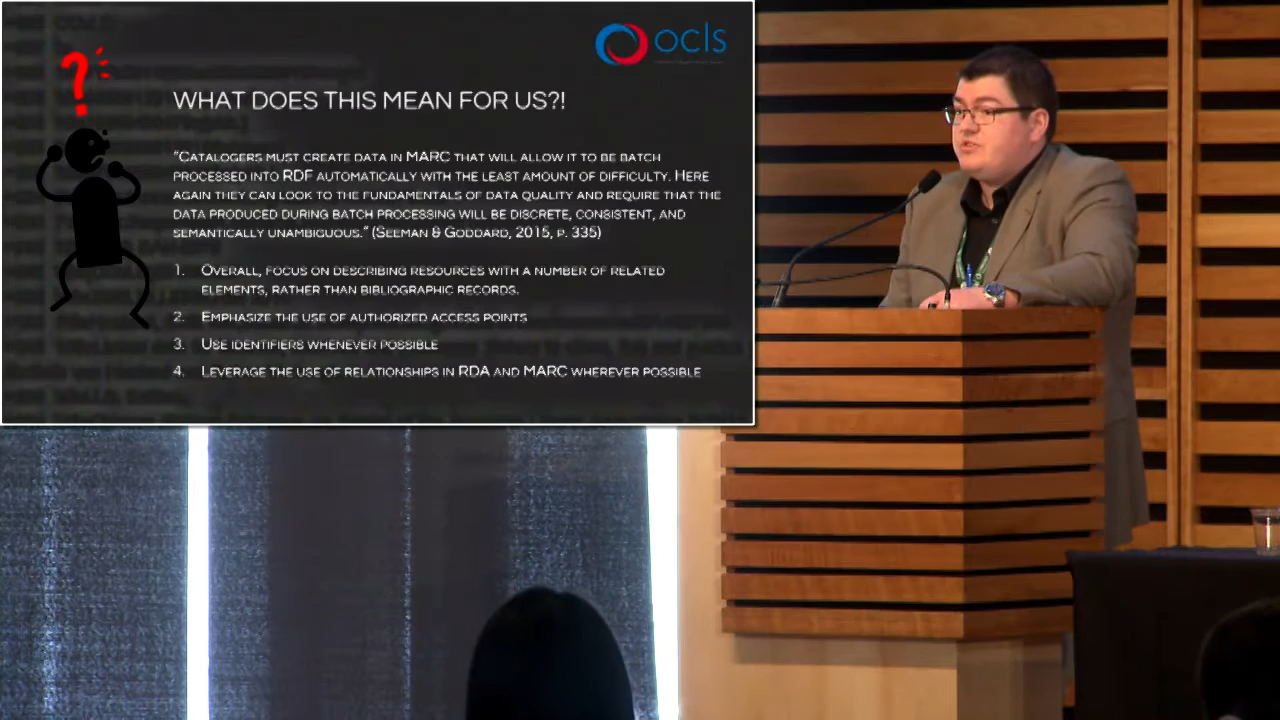 ocls
?
WHAT DOES THIS MEAN FOR US?!
"CATALOGERS MUST CREATE DATA IN MARC THAT WILL ALLOW IT TO BE BATCH
PROCESSED INTO RDF AUTOMATICALLY WITH THE LEAST AMOUNT OF DIFFICULTY. HERE
AGAIN THEY CAN LOOK TO THE FUNDAMENTALS OF DATA QUALITY AND REQUIRE THAT THE
DATA PRODUCED DURING BATCH PROCESSING WILL BE DISCRETE, CONSISTENT, AND
SEMANTICALLY UNAMBIGUOUS." (SEEMAN & GODDARD, 2015, P. 335)
1. OVERALL, FOCUS ON DESCRIBING RESOURCES WITH A NUMBER OF RELATED
ELEMENTS, RATHER THAN BIBLIOGRAPHIC RECORDS.
2. EMPHASIZE THE USE OF AUTHORIZED ACCESS POINTS
3. USE IDENTIFIERS WHENEVER POSSIBLE
4. LEVERAGE THE USE OF RELATIONSHIPS IN RDA AND MARC WHEREVER POSSIBLE